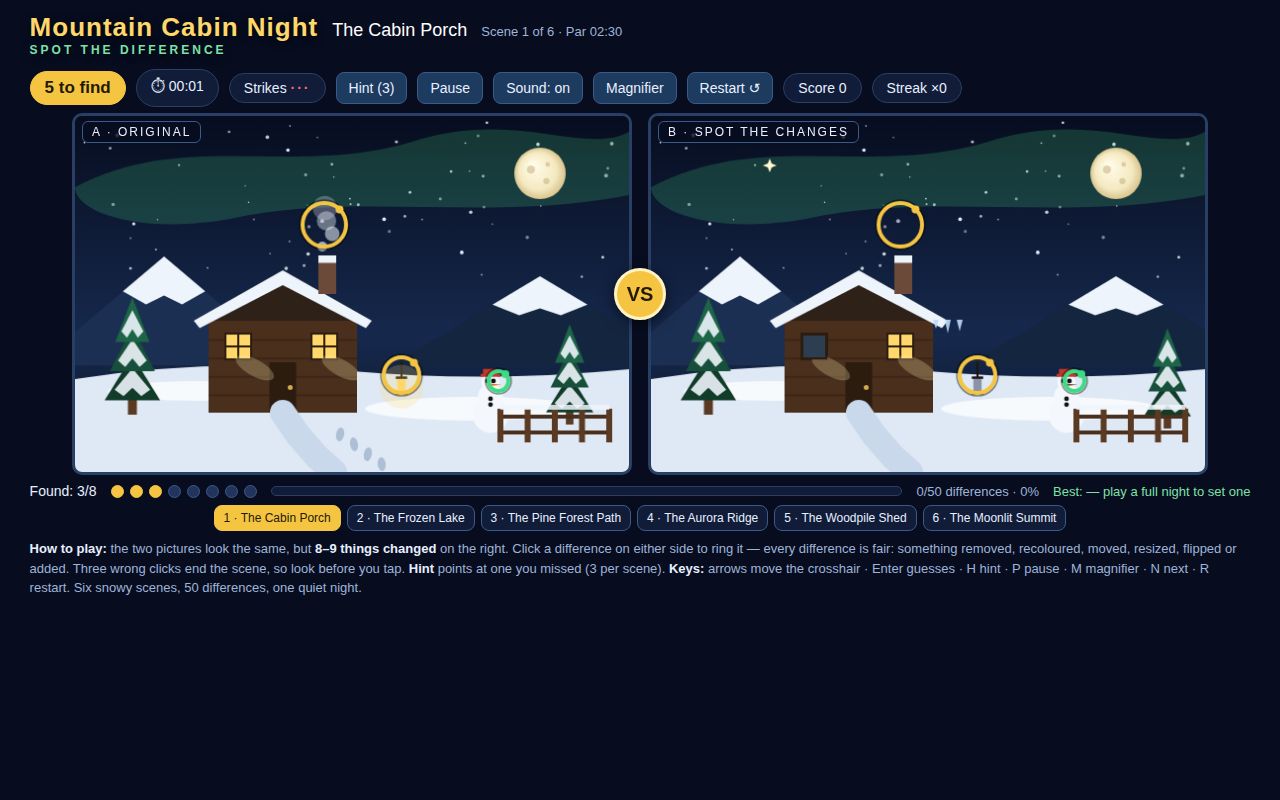 Mountain Cabin Night The Cabin Porch Scene 1 of 6 · Par 02:30
SPOT THE DIFFERENCE
5 to find ⏱ 00:01 Strikes · · · Hint (3) Pause Sound: on Magnifier Restart ↺ Score 0 Streak ×0
A · ORIGINAL
B · SPOT THE CHANGES
VS
Found: 3/8 0/50 differences · 0% Best: — play a full night to set one
1 · The Cabin Porch 2 · The Frozen Lake 3 · The Pine Forest Path 4 · The Aurora Ridge 5 · The Woodpile Shed 6 · The Moonlit Summit
How to play: the two pictures look the same, but 8–9 things changed on the right. Click a difference on either side to ring it — every difference is fair: something removed, recoloured, moved, resized, flipped or
added. Three wrong clicks end the scene, so look before you tap. Hint points at one you missed (3 per scene). Keys: arrows move the crosshair · Enter guesses · H hint · P pause · M magnifier · N next · R
restart. Six snowy scenes, 50 differences, one quiet night.